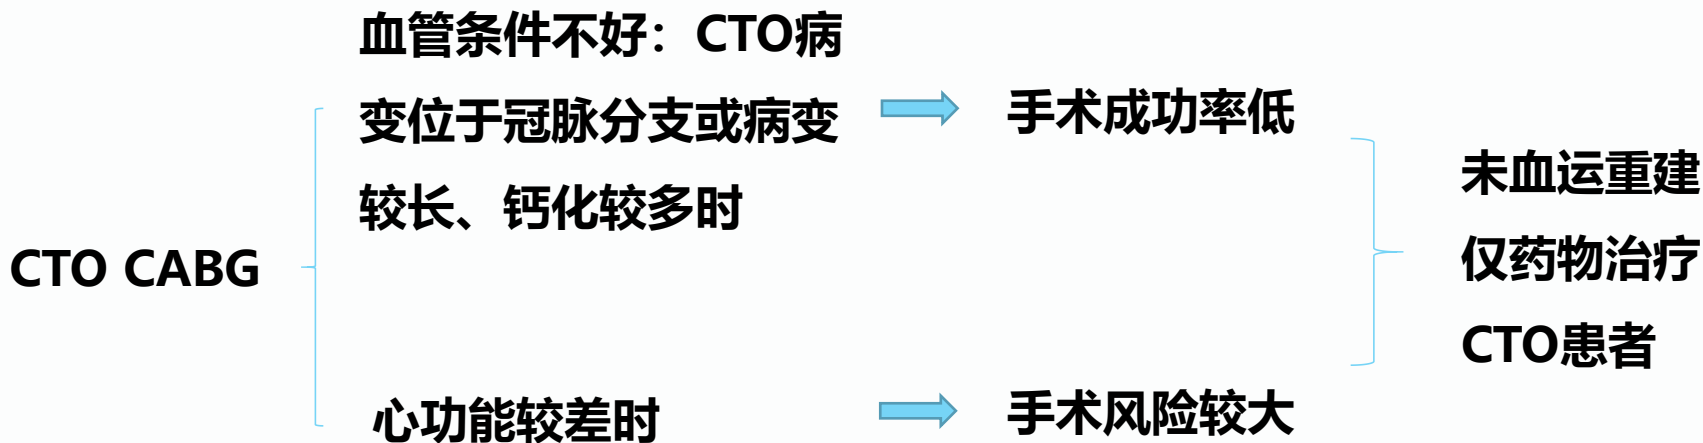 CTO CABG
血管条件不好：CTO病
变位于冠脉分支或病变
较长、钙化较多时
手术成功率低
心功能较差时
手术风险较大
未血运重建
仅药物治疗
CTO患者